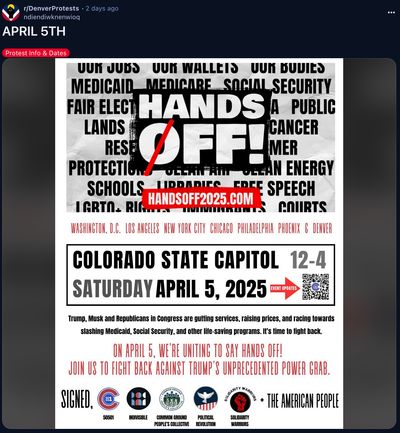 r/DenverProtests · 2 days ago
ndiendiwknenwioq
APRIL 5TH
Protest Info & Dates
OUR JOBS OUR WALLETS OUR BODIES
MEDICAID MEDICARE SOCIAL SECURITY
FAIR ELECT A PUBLIC
HANDS
LANDS CANCER
RESE MER
OFF!
PROTECTION CLEAN AIR CLEAN ENERGY
SCHOOLS LIBRARIES FREE SPEECH
HANDSOFF2025.COM
LGBTQ+ RIGHTS IMMIGRANTS COURTS
WASHINGTON, D.C. LOS ANGELES NEW YORK CITY CHICAGO PHILADELPHIA PHOENIX & DENVER
COLORADO STATE CAPITOL 12-4
SATURDAY APRIL 5, 2025
EVENT UPDATES
Trump, Musk and Republicans in Congress are gutting services, raising prices, and racing towards
slashing Medicaid, Social Security, and other life-saving programs. It's time to fight back.
ON APRIL 5, WE'RE UNITING TO SAY HANDS OFF!
JOIN US TO FIGHT BACK AGAINST TRUMP'S UNPRECEDENTED POWER GRAB.
SIGNED,
50501
INDIVISIBLE
COMMON GROUND
PEOPLE'S COLLECTIVE
POLITICAL
REVOLUTION
SOLIDARITY WARRIORS
SOLIDARITY
WARRIORS
+ THE AMERICAN PEOPLE